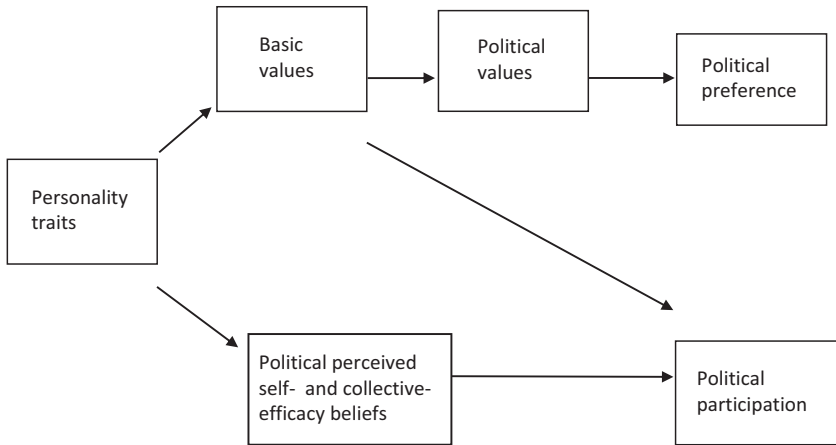 Basic
values
Political
values
Political
preference
Personality
traits
Political perceived
self- and collective-
efficacy beliefs
Political
participation